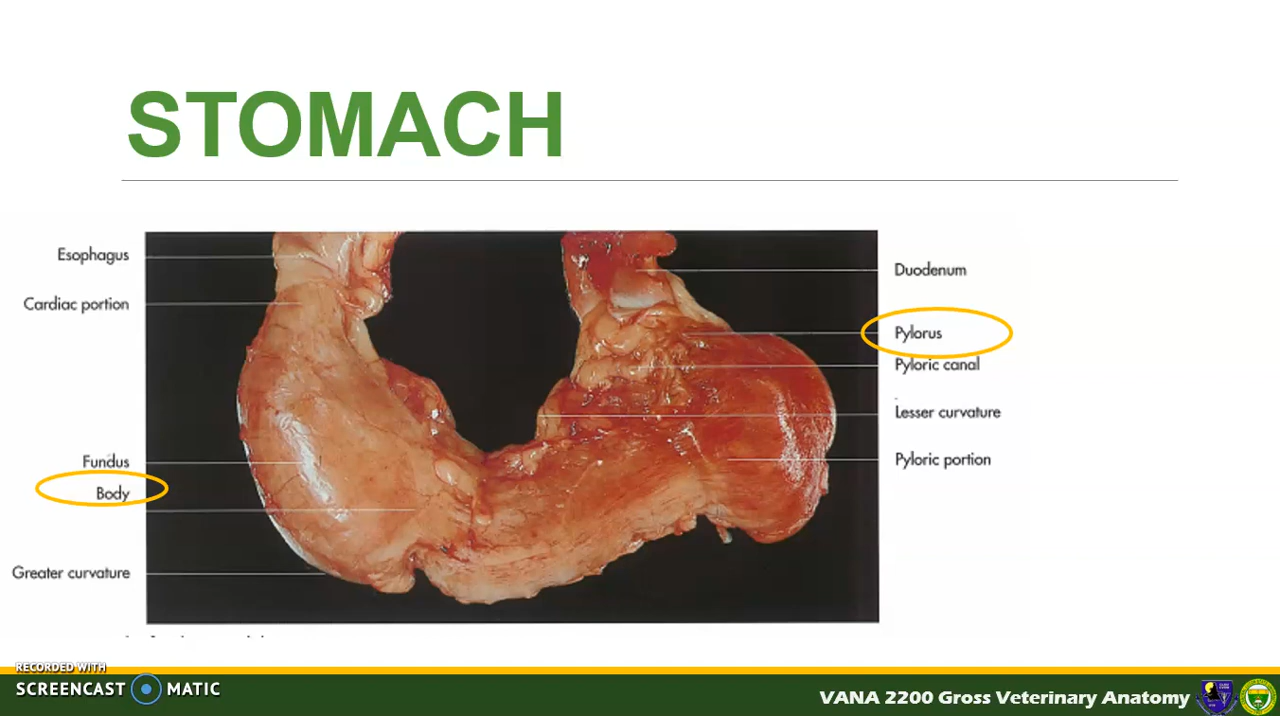 STOMACH
Esophagus
Cardiac portion
Fundus
Body
Greater curvature
Duodenum
Pylorus
Pyloric canal
Lesser curvature
Pyloric portion
RECORDED WITH
SCREENCAST MATIC
VANA 2200 Gross Veterinary Anatomy